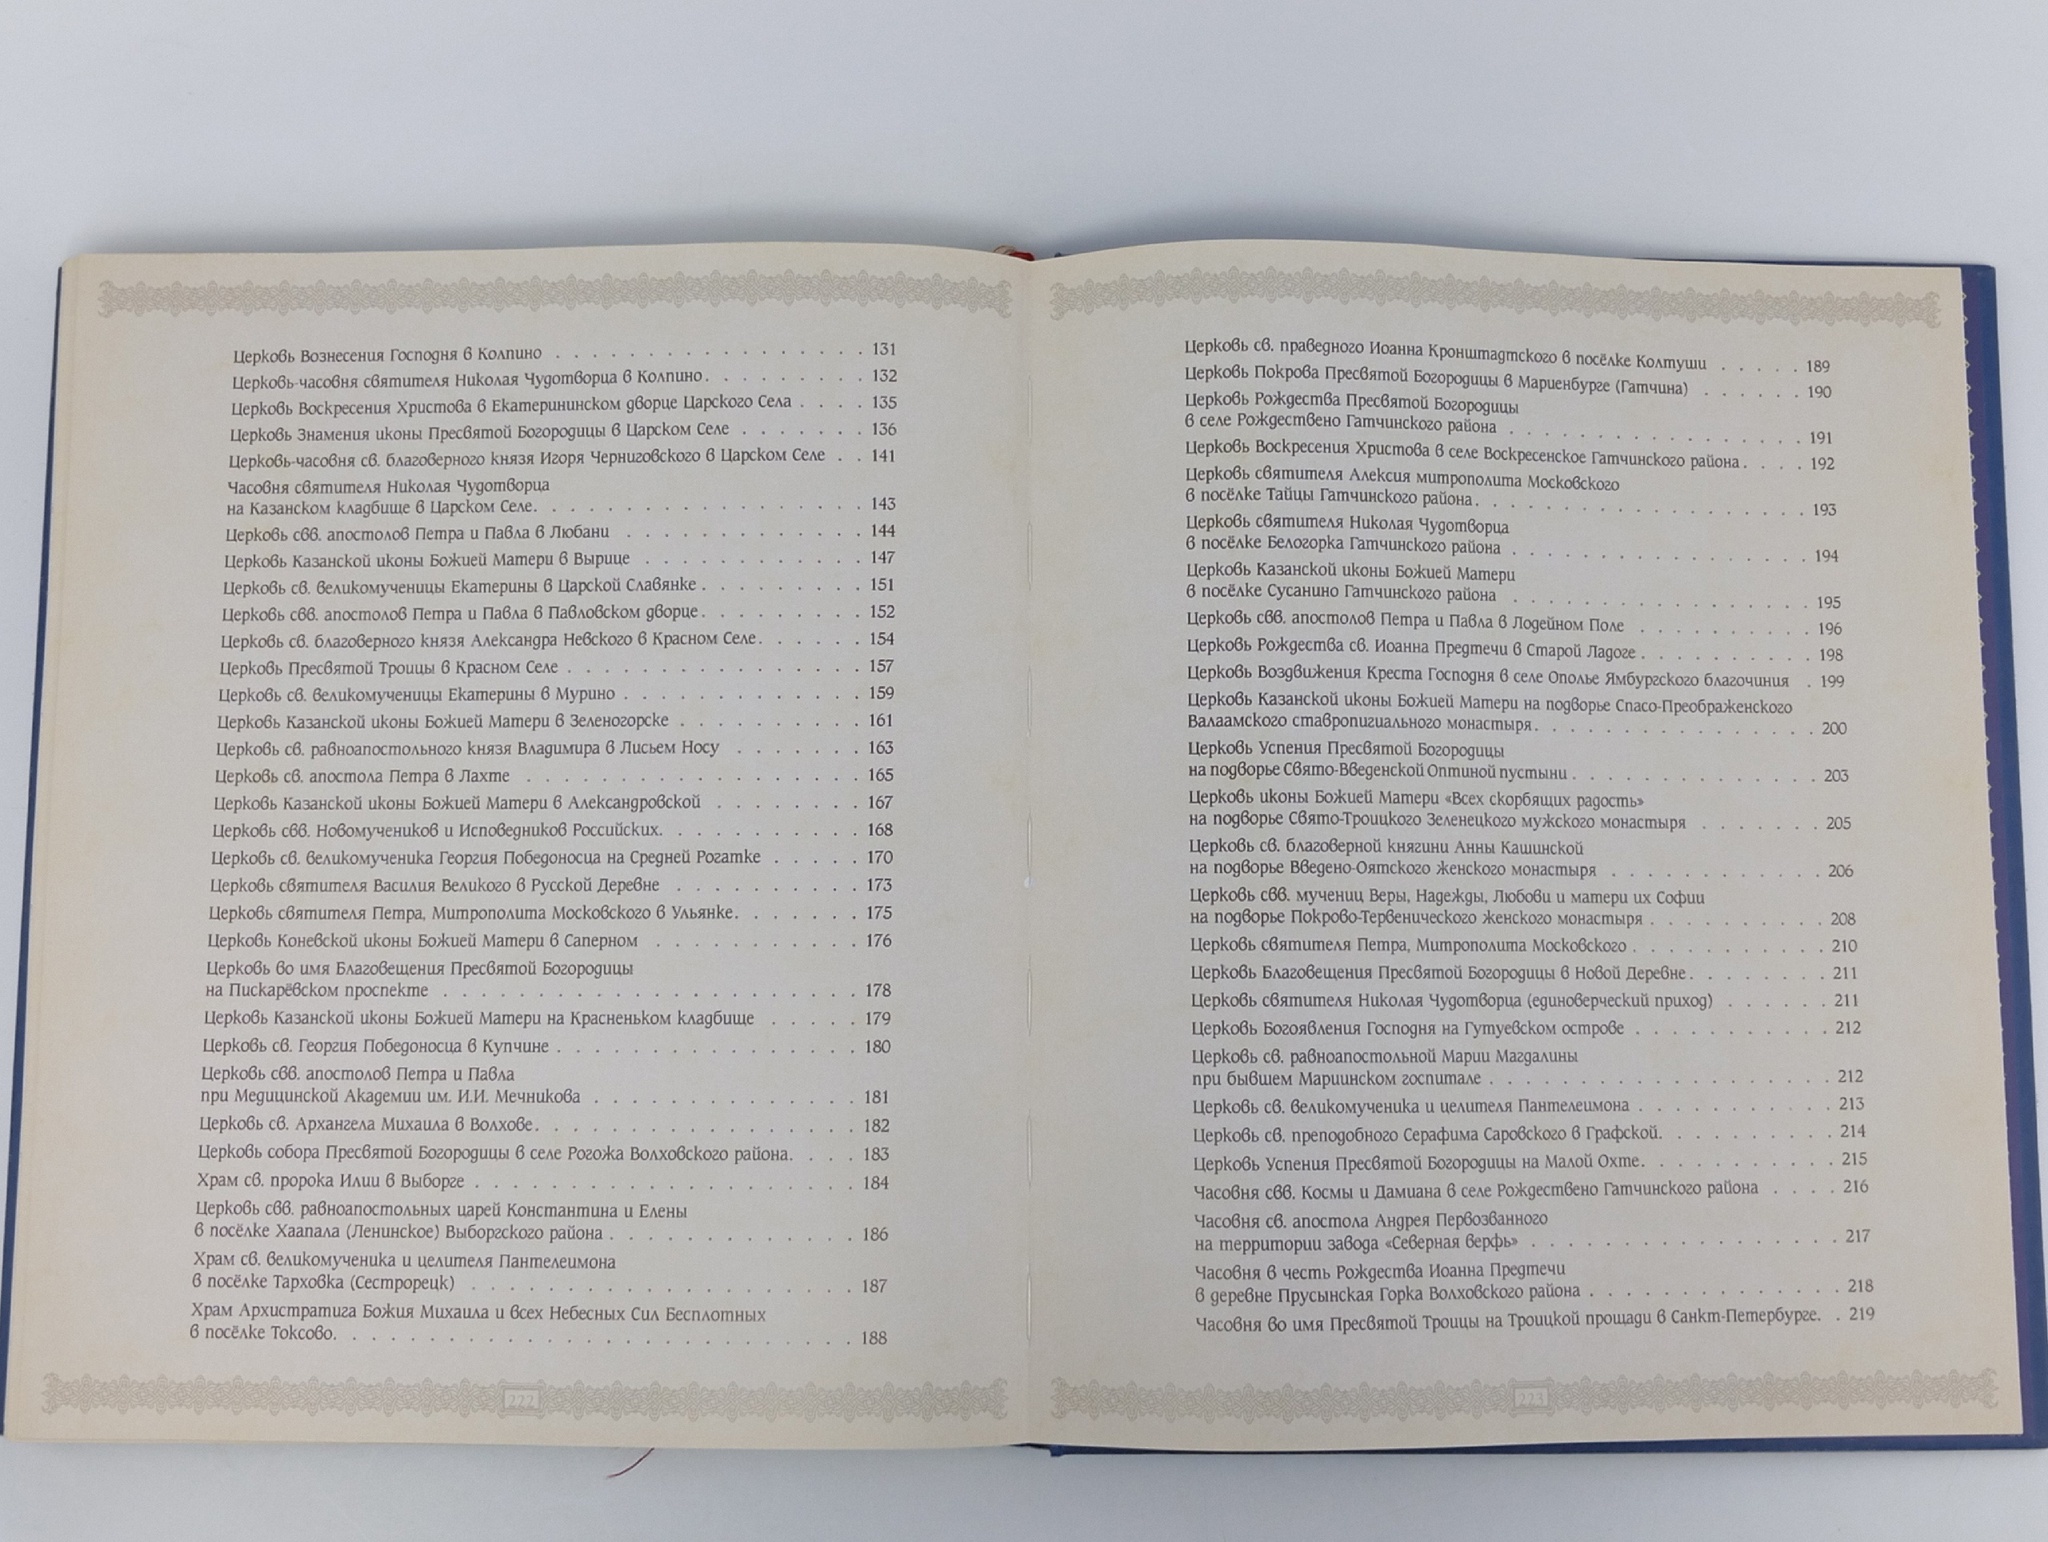 Церковь Вознесения Господня в Колпино . . . . . . . . . . . . . . . . . 131
Церковь-часовня святителя Николая Чудотворца в Колпино. . . . . . . . . 132
Церковь Воскресения Христова в Екатерининском дворце Царского Села . . . . 135
Церковь Знамения иконы Пресвятой Богородицы в Царском Селе . . . . . . . 136
Церковь-часовня св. благоверного князя Игоря Черниговского в Царском Селе . . 141
Часовня святителя Николая Чудотворца
на Казанском кладбище в Царском Селе. . . . . . . . . . . . . . . . . 143
Церковь свв. апостолов Петра и Павла в Любани . . . . . . . . . . . . . 144
Церковь Казанской иконы Божией Матери в Вырице . . . . . . . . . . . . 147
Церковь св. великомученицы Екатерины в Царской Славянке . . . . . . . . . 151
Церковь свв. апостолов Петра и Павла в Павловском дворце. . . . . . . . . 152
Церковь св. благоверного князя Александра Невского в Красном Селе. . . . . . 154
Церковь Пресвятой Троицы в Красном Селе . . . . . . . . . . . . . . . . 157
Церковь св. великомученицы Екатерины в Мурино . . . . . . . . . . . . . 159
Церковь Казанской иконы Божией Матери в Зеленогорске . . . . . . . . . . 161
Церковь св. равноапостольного князя Владимира в Лисьем Носу . . . . . . . 163
Церковь св. апостола Петра в Лахте . . . . . . . . . . . . . . . . . . 165
Церковь Казанской иконы Божией Матери в Александровской . . . . . . . . 167
Церковь свв. Новомучеников и Исповедников Российских. . . . . . . . . . . 168
Церковь св. великомученика Георгия Победоносца на Средней Рогатке . . . . . 170
Церковь святителя Василия Великого в Русской Деревне . . . . . . . . . . 173
Церковь святителя Петра, Митрополита Московского в Ульянке. . . . . . . . 175
Церковь Коневской иконы Божией Матери в Саперном . . . . . . . . . . . 176
Церковь во имя Благовещения Пресвятой Богородицы
на Пискарёвском проспекте . . . . . . . . . . . . . . . . . . . . . . 178
Церковь Казанской иконы Божией Матери на Красненьком кладбище . . . . . 179
Церковь св. Георгия Победоносца в Купчине . . . . . . . . . . . . . . . . 180
Церковь свв. апостолов Петра и Павла
при Медицинской Академии им. И.И. Мечникова . . . . . . . . . . . . . . 181
Церковь св. Архангела Михаила в Волхове. . . . . . . . . . . . . . . . . 182
Церковь собора Пресвятой Богородицы в селе Рогожа Волховского района. . . . 183
Храм св. пророка Илии в Выборге . . . . . . . . . . . . . . . . . . . . 184
Церковь свв. равноапостольных царей Константина и Елены
в посёлке Хаапала (Ленинское) Выборгского района . . . . . . . . . . . . . 186
Храм св. великомученика и целителя Пантелеимона
в посёлке Тарховка (Сестрорецк) . . . . . . . . . . . . . . . . . . . . 187
Храм Архистратига Божия Михаила и всех Небесных Сил Бесплотных
в посёлке Токсово. . . . . . . . . . . . . . . . . . . . . . . . . . . 188
222
Церковь св. праведного Иоанна Кронштадтского в посёлке Колтуши . . . . . 189
Церковь Покрова Пресвятой Богородицы в Мариенбурге (Гатчина) . . . . . . 190
Церковь Рождества Пресвятой Богородицы
в селе Рождествено Гатчинского района . . . . . . . . . . . . . . . . . 191
Церковь Воскресения Христова в селе Воскресенское Гатчинского района. . . . 192
Церковь святителя Алексия митрополита Московского
в посёлке Тайцы Гатчинского района. . . . . . . . . . . . . . . . . . . 193
Церковь святителя Николая Чудотворца
в посёлке Белогорка Гатчинского района . . . . . . . . . . . . . . . . 194
Церковь Казанской иконы Божией Матери
в посёлке Сусанино Гатчинского района . . . . . . . . . . . . . . . . . 195
Церковь свв. апостолов Петра и Павла в Лодейном Поле . . . . . . . . . . 196
Церковь Рождества св. Иоанна Предтечи в Старой Ладоге . . . . . . . . . . 198
Церковь Воздвижения Креста Господня в селе Ополье Ямбургского благочиния . 199
Церковь Казанской иконы Божией Матери на подворье Спасо-Преображенского
Валаамского ставропигиального монастыря. . . . . . . . . . . . . . . . 200
Церковь Успения Пресвятой Богородицы
на подворье Свято-Введенской Оптиной пустыни . . . . . . . . . . . . . . 203
Церковь иконы Божией Матери «Всех скорбящих радость»
на подворье Свято-Троицкого Зеленецкого мужского монастыря . . . . . . . 205
Церковь св. благоверной княгини Анны Кашинской
на подворье Введено-Оятского женского монастыря . . . . . . . . . . . . 206
Церковь свв. мучениц Веры, Надежды, Любови и матери их Софии
на подворье Покрово-Тервенического женского монастыря . . . . . . . . . . 208
Церковь святителя Петра, Митрополита Московского . . . . . . . . . . . 210
Церковь Благовещения Пресвятой Богородицы в Новой Деревне. . . . . . . . 211
Церковь святителя Николая Чудотворца (единоверческий приход) . . . . . . 211
Церковь Богоявления Господня на Гутуевском острове . . . . . . . . . . . 212
Церковь св. равноапостольной Марии Магдалины
при бывшем Мариинском госпитале . . . . . . . . . . . . . . . . . . . 212
Церковь св. великомученика и целителя Пантелеимона . . . . . . . . . . . 213
Церковь св. преподобного Серафима Саровского в Графской. . . . . . . . . 214
Церковь Успения Пресвятой Богородицы на Малой Охте. . . . . . . . . . . 215
Часовня свв. Космы и Дамиана в селе Рождествено Гатчинского района . . . . 216
Часовня св. апостола Андрея Первозванного
на территории завода «Северная верфь» . . . . . . . . . . . . . . . . . 217
Часовня в честь Рождества Иоанна Предтечи
в деревне Прусынская Горка Волховского района . . . . . . . . . . . . . . 218
Часовня во имя Пресвятой Троицы на Троицкой прощади в Санкт-Петербурге. . 219
223